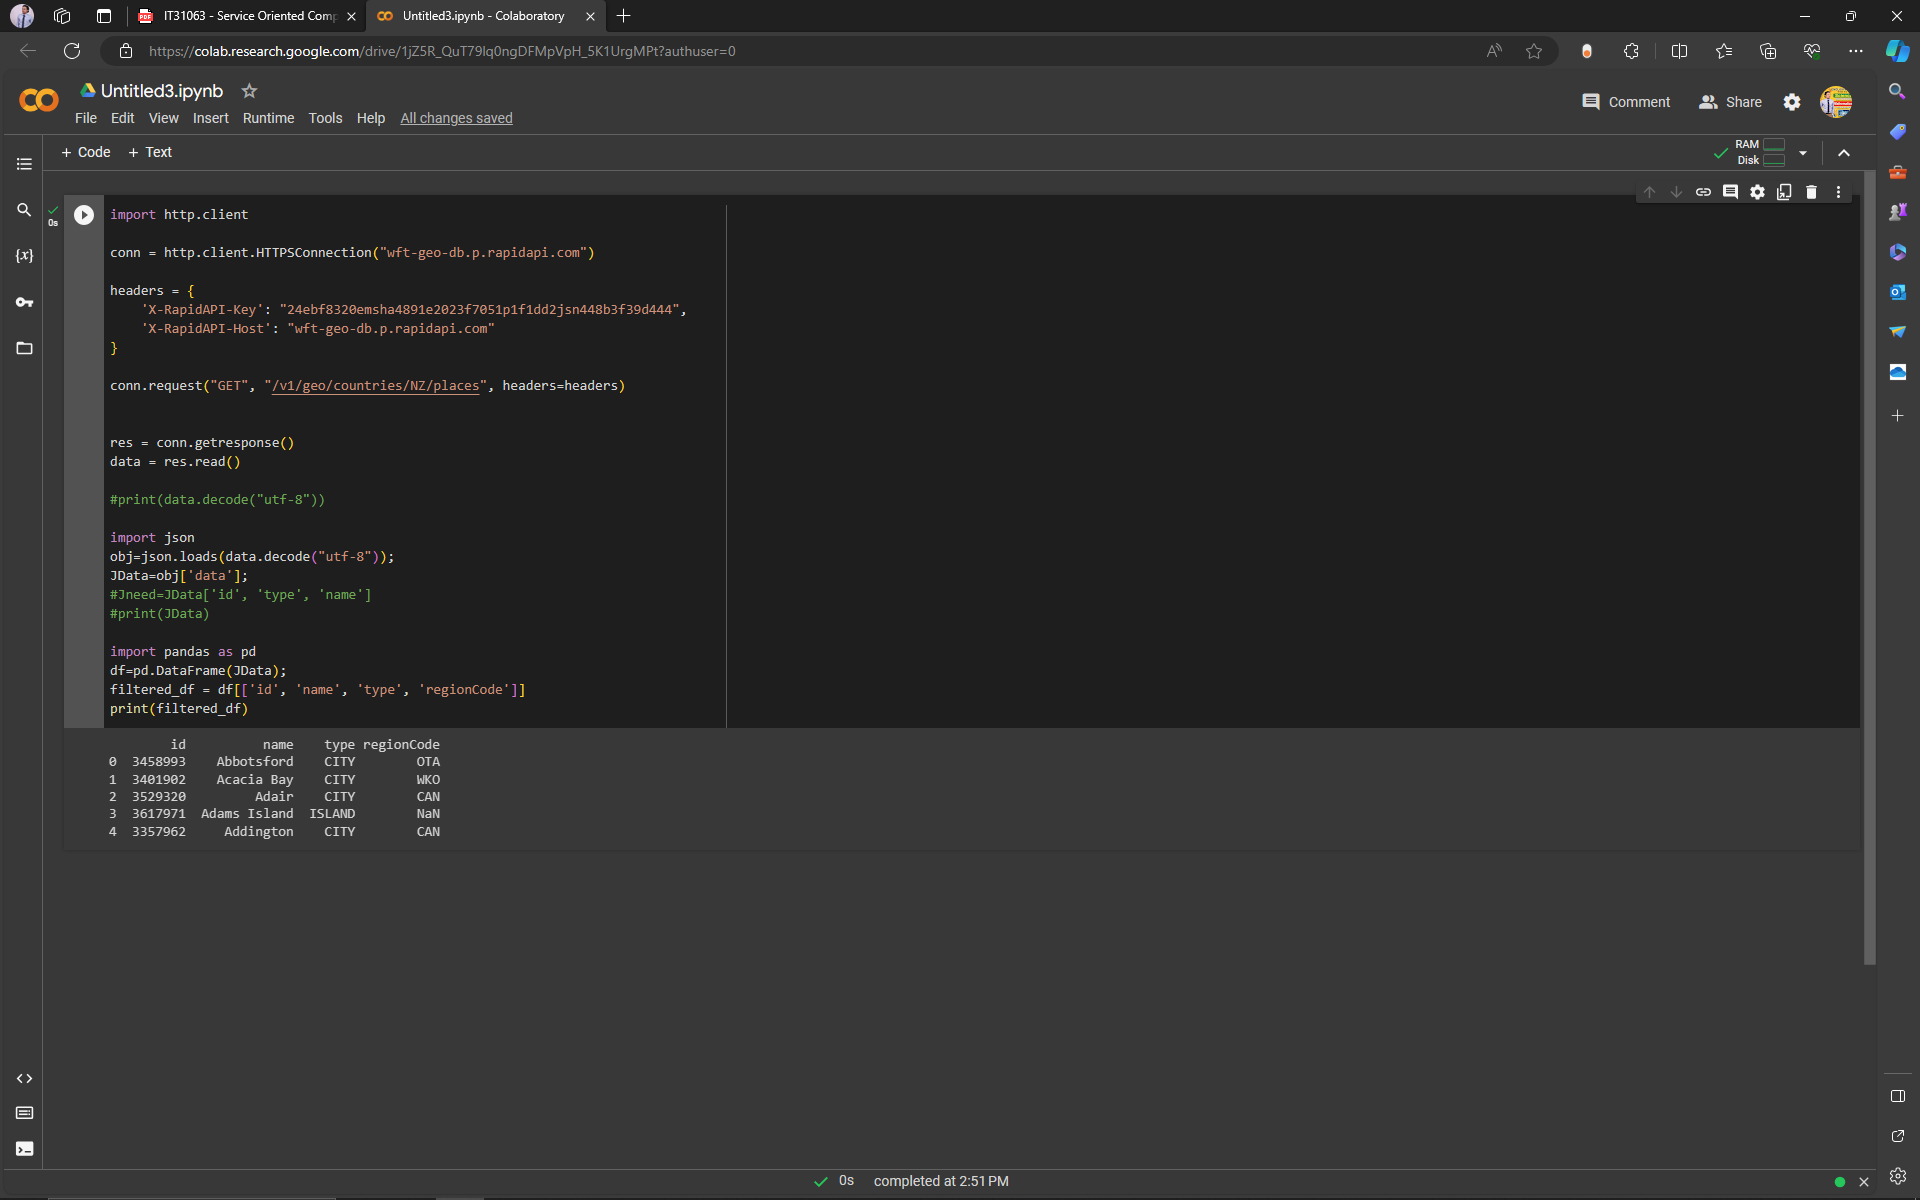 IT31063 - Service Oriented Comp
Untitled3.ipynb - Colaboratory
https://colab.research.google.com/drive/1jZ5R_QuT79lq0ngDFMpVpH_5K1UrgMPt?authuser=0
Untitled3.ipynb
Comment
Share
File Edit View Insert Runtime Tools Help All changes saved
+ Code + Text
RAM
Disk
0s
import http.client
conn = http.client.HTTPSConnection("wft-geo-db.p.rapidapi.com")
headers = {
'X-RapidAPI-Key': "24ebf8320emsha4891e2023f7051p1f1dd2jsn448b3f39d444",
'X-RapidAPI-Host': "wft-geo-db.p.rapidapi.com"
}
conn.request("GET", "/v1/geo/countries/NZ/places", headers=headers)
res = conn.getresponse()
data = res.read()
#print(data.decode("utf-8"))
import json
obj=json.loads(data.decode("utf-8"));
JData=obj['data'];
#Jneed=JData['id', 'type', 'name']
#print(JData)
import pandas as pd
df=pd.DataFrame(JData);
filtered_df = df[['id', 'name', 'type', 'regionCode']]
print(filtered_df)
id name type regionCode
0 3458993 Abbotsford CITY OTA
1 3401902 Acacia Bay CITY WKO
2 3529320 Adair CITY CAN
3 3617971 Adams Island ISLAND NaN
4 3357962 Addington CITY CAN
0s completed at 2:51 PM